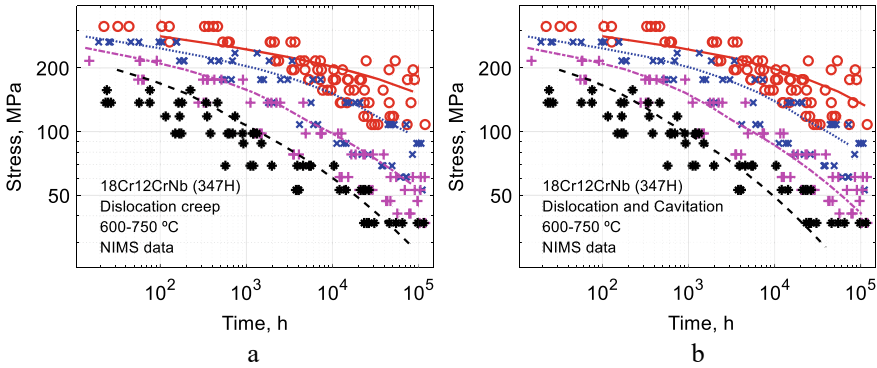 200
100
50
Stress, MPa
18Cr12CrNb (347H)
Dislocation creep
600-750 ºC
NIMS data
10²
10³
10⁴
10⁵
Time, h
a
200
100
50
Stress, MPa
18Cr12CrNb (347H)
Dislocation and Cavitation
600-750 ºC
NIMS data
10²
10³
10⁴
10⁵
Time, h
b